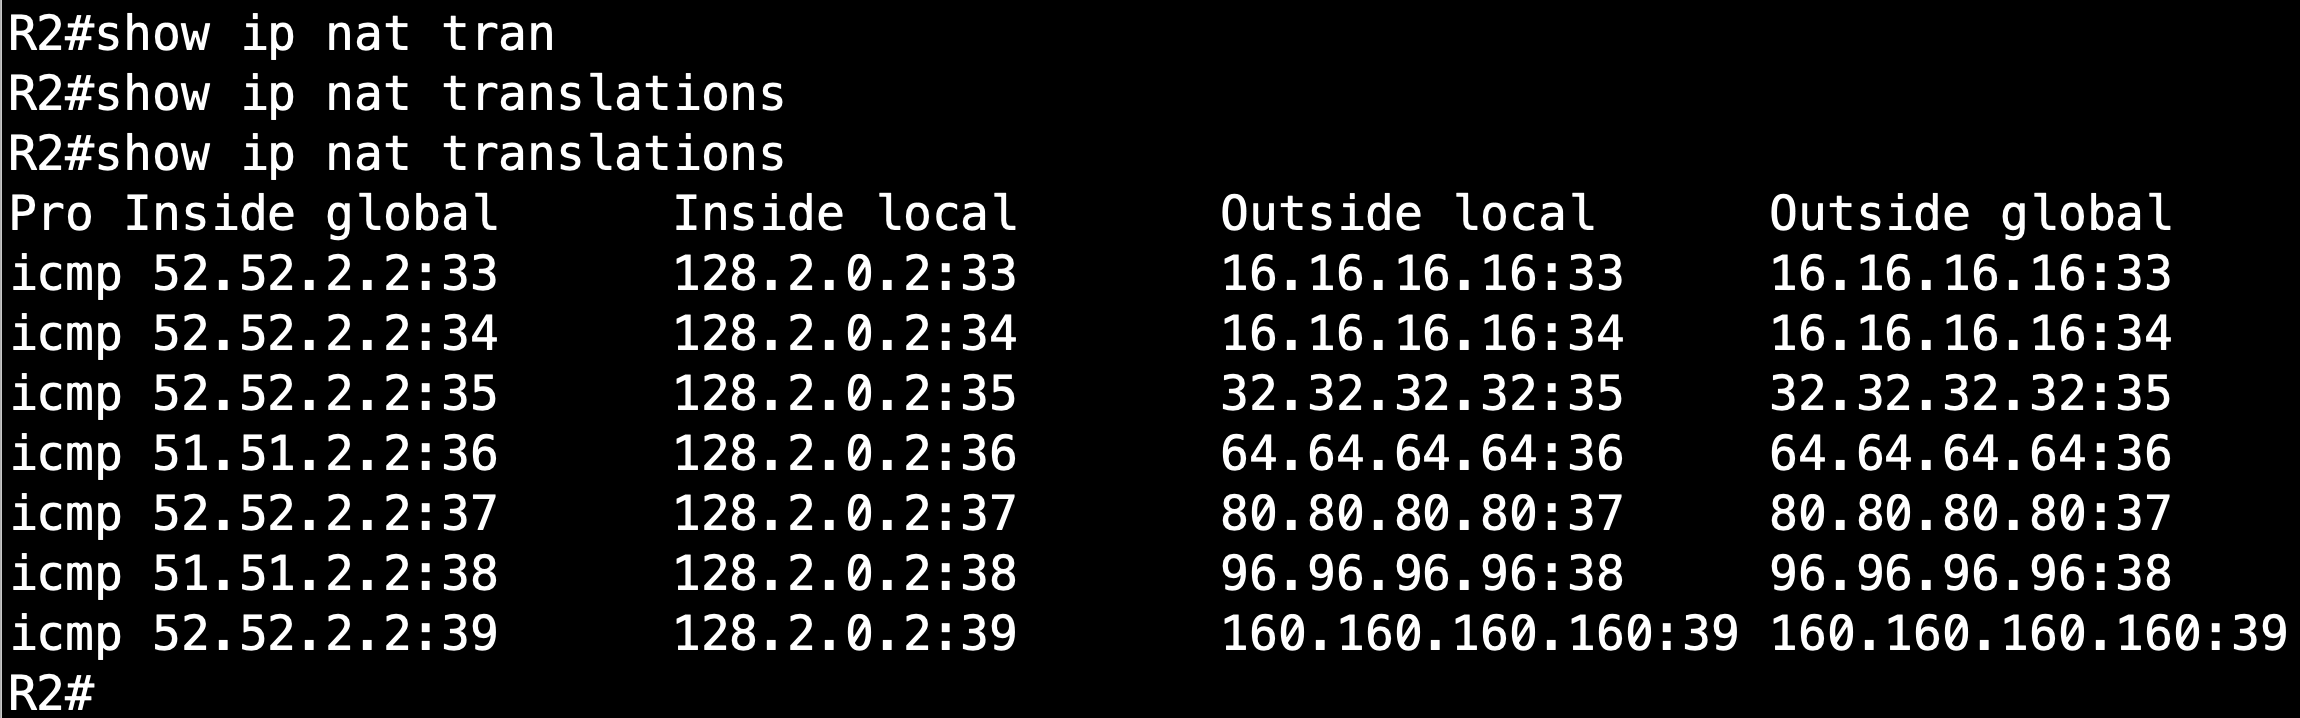 R2#show ip nat tran
R2#show ip nat translations
R2#show ip nat translations
Pro Inside global      Inside local       Outside local      Outside global
icmp 52.52.2.2:33      128.2.0.2:33       16.16.16.16:33     16.16.16.16:33
icmp 52.52.2.2:34      128.2.0.2:34       16.16.16.16:34     16.16.16.16:34
icmp 52.52.2.2:35      128.2.0.2:35       32.32.32.32:35     32.32.32.32:35
icmp 51.51.2.2:36      128.2.0.2:36       64.64.64.64:36     64.64.64.64:36
icmp 52.52.2.2:37      128.2.0.2:37       80.80.80.80:37     80.80.80.80:37
icmp 51.51.2.2:38      128.2.0.2:38       96.96.96.96:38     96.96.96.96:38
icmp 52.52.2.2:39      128.2.0.2:39       160.160.160.160:39 160.160.160.160:39
R2#